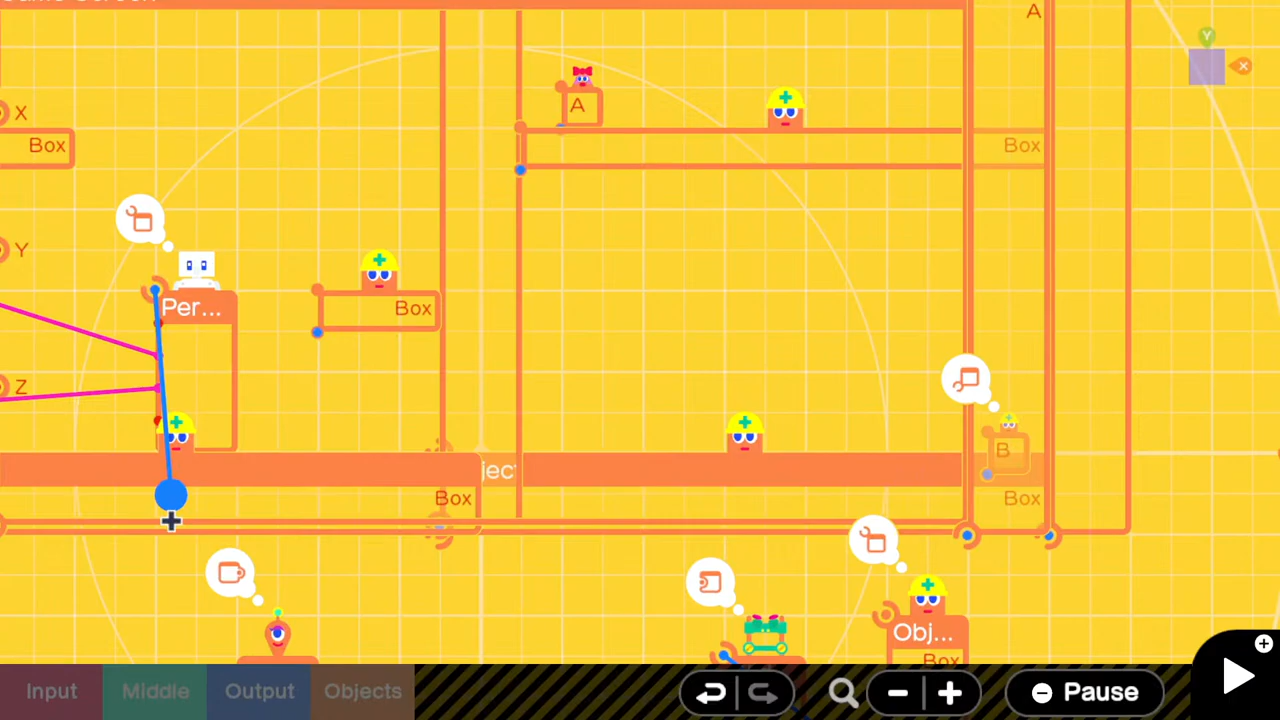 A
X
A
Box
Box
Y
Per...
Box
Z
B
Box
Box
Obj...
Box
Input
Middle
Output
Objects
Pause
Y
X